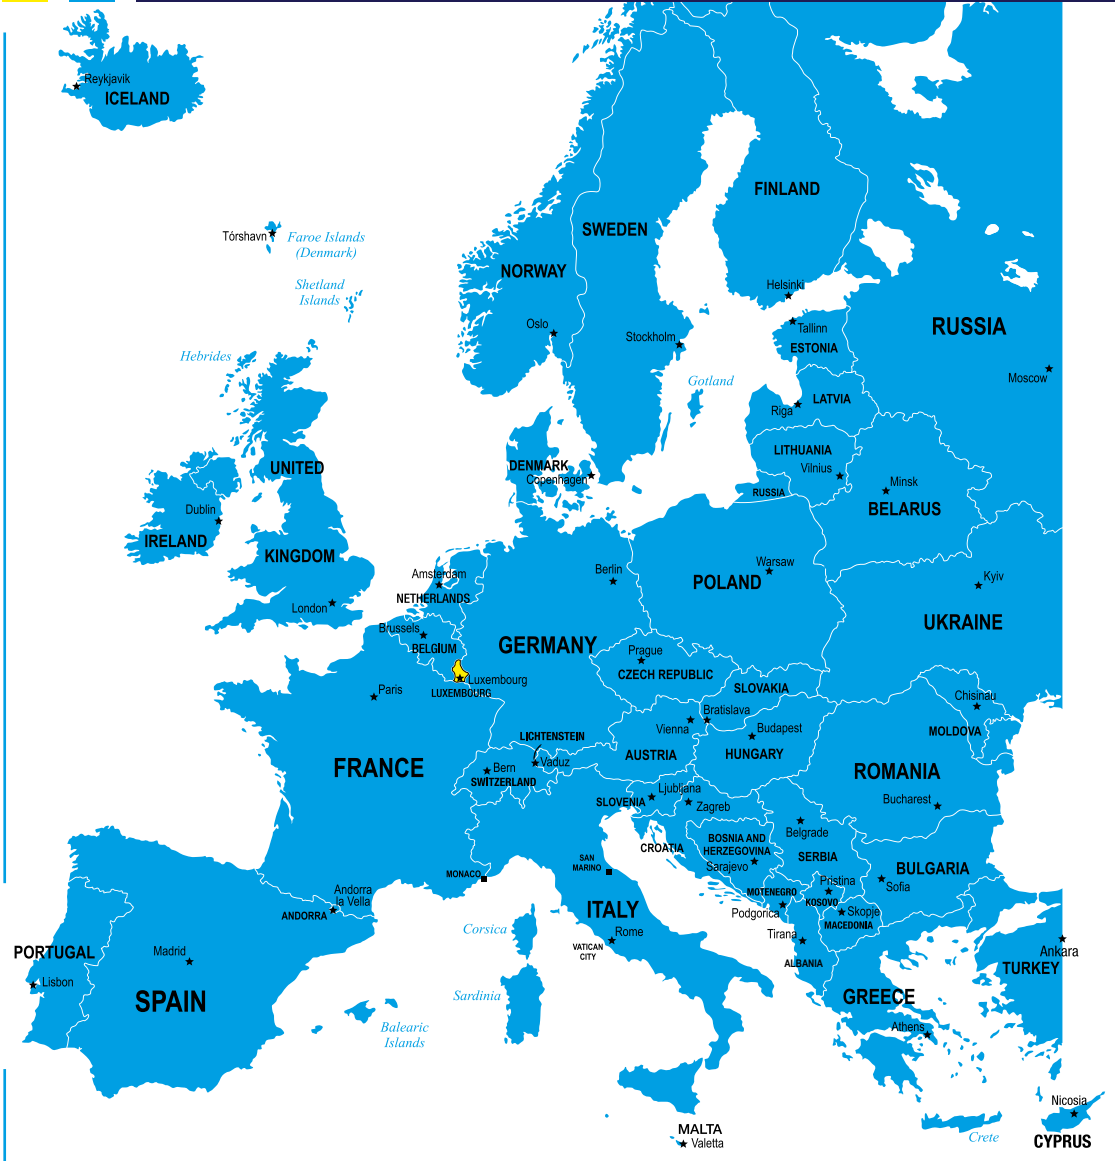 Reykjavik
ICELAND
FINLAND
SWEDEN
Tórshavn
Faroe Islands
(Denmark)
NORWAY
Shetland
Islands
Helsinki
Oslo
Tallinn
RUSSIA
Stockholm
ESTONIA
Hebrides
Moscow
Gotland
LATVIA
Riga
LITHUANIA
UNITED
DENMARK
Vilnius
Copenhagen
Minsk
RUSSIA
Dublin
BELARUS
IRELAND
KINGDOM
Warsaw
Berlin
Amsterdam
POLAND
Kyiv
NETHERLANDS
London
UKRAINE
Brussels
GERMANY
BELGIUM
Prague
CZECH REPUBLIC
Luxembourg
LUXEMBOURG
SLOVAKIA
Paris
Chisinau
Bratislava
Vienna
Budapest
MOLDOVA
LICHTENSTEIN
AUSTRIA
HUNGARY
Vaduz
Bern
FRANCE
SWITZERLAND
ROMANIA
Ljubljana
SLOVENIA
Zagreb
Bucharest
Belgrade
BOSNIA AND
HERZEGOVINA
CROATIA
SERBIA
SAN
MARINO
Sarajevo
BULGARIA
MONACO
Pristina
Sofia
Andorra
la Vella
MOTENEGRO
KOSOVO
ITALY
Podgorica
Skopje
ANDORRA
MACEDONIA
Corsica
Rome
Tirana
VATICAN
CITY
PORTUGAL
Madrid
Ankara
ALBANIA
TURKEY
Lisbon
SPAIN
Sardinia
GREECE
Balearic
Islands
Athens
Nicosia
MALTA
Valetta
Crete
CYPRUS